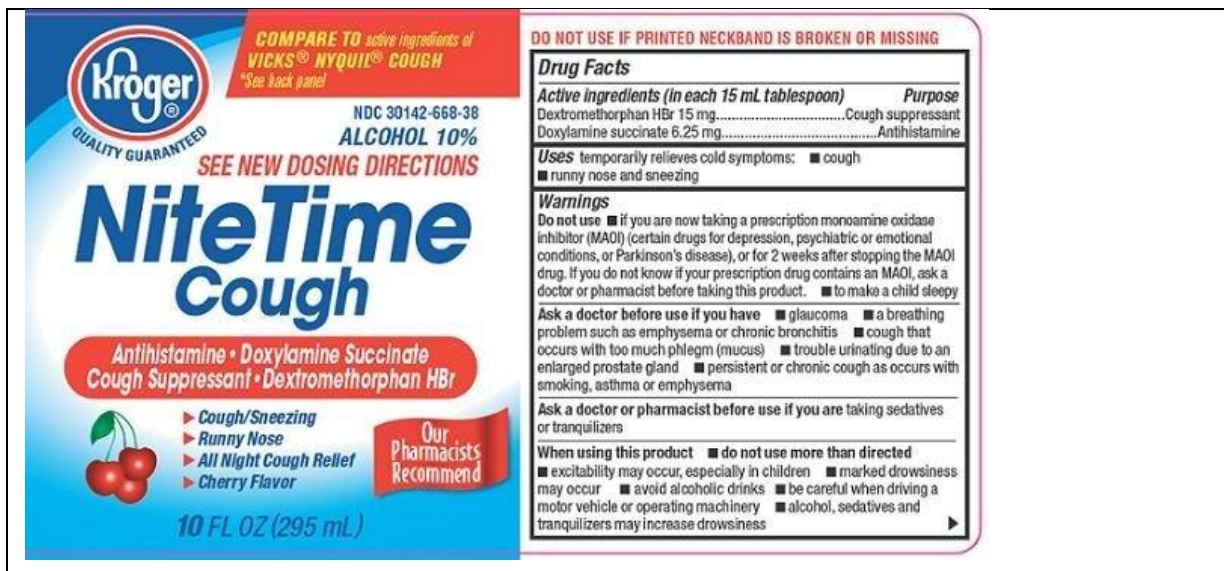 Kroger®
QUALITY GUARANTEED
COMPARE TO active ingredients of
VICKS® NYQUIL® COUGH
*See back panel
NDC 30142-668-38
ALCOHOL 10%
SEE NEW DOSING DIRECTIONS
NiteTime
Cough
Antihistamine • Doxylamine Succinate
Cough Suppressant • Dextromethorphan HBr
▶ Cough/Sneezing
▶ Runny Nose
▶ All Night Cough Relief
▶ Cherry Flavor
Our
Pharmacists
Recommend
10 FL OZ (295 mL)
DO NOT USE IF PRINTED NECKBAND IS BROKEN OR MISSING
Drug Facts
Active ingredients (in each 15 mL tablespoon) Purpose
Dextromethorphan HBr 15 mg................................Cough suppressant
Doxylamine succinate 6.25 mg.......................................Antihistamine
Uses temporarily relieves cold symptoms: ■ cough
■ runny nose and sneezing
Warnings
Do not use ■ if you are now taking a prescription monoamine oxidase
inhibitor (MAOI) (certain drugs for depression, psychiatric or emotional
conditions, or Parkinson's disease), or for 2 weeks after stopping the MAOI
drug. If you do not know if your prescription drug contains an MAOI, ask a
doctor or pharmacist before taking this product. ■ to make a child sleepy
Ask a doctor before use if you have ■ glaucoma ■ a breathing
problem such as emphysema or chronic bronchitis ■ cough that
occurs with too much phlegm (mucus) ■ trouble urinating due to an
enlarged prostate gland ■ persistent or chronic cough as occurs with
smoking, asthma or emphysema
Ask a doctor or pharmacist before use if you are taking sedatives
or tranquilizers
When using this product ■ do not use more than directed
■ excitability may occur, especially in children ■ marked drowsiness
may occur ■ avoid alcoholic drinks ■ be careful when driving a
motor vehicle or operating machinery ■ alcohol, sedatives and
tranquilizers may increase drowsiness ▶